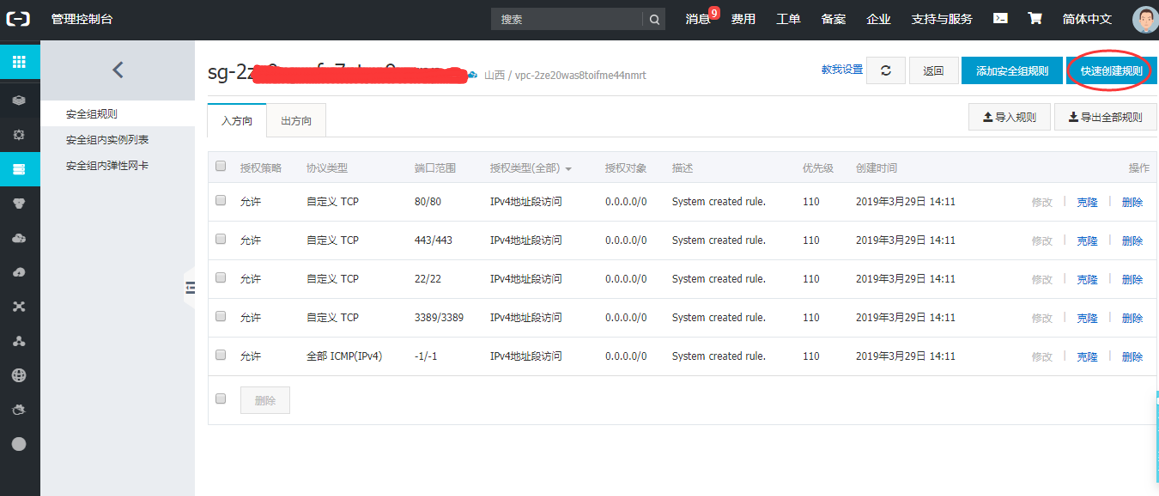 管理控制台 搜索 消息 9 费用 工单 备案 企业 支持与服务 简体中文
sg-2z 山西 / vpc-2ze20was8toifme44nmrt 教我设置 返回 添加安全组规则 快速创建规则
安全组规则
安全组内实例列表
安全组内弹性网卡
入方向 出方向 导入规则 导出全部规则
授权策略 协议类型 端口范围 授权类型(全部) 授权对象 描述 优先级 创建时间 操作
允许 自定义 TCP 80/80 IPv4地址段访问 0.0.0.0/0 System created rule. 110 2019年3月29日 14:11 修改 | 克隆 | 删除
允许 自定义 TCP 443/443 IPv4地址段访问 0.0.0.0/0 System created rule. 110 2019年3月29日 14:11 修改 | 克隆 | 删除
允许 自定义 TCP 22/22 IPv4地址段访问 0.0.0.0/0 System created rule. 110 2019年3月29日 14:11 修改 | 克隆 | 删除
允许 自定义 TCP 3389/3389 IPv4地址段访问 0.0.0.0/0 System created rule. 110 2019年3月29日 14:11 修改 | 克隆 | 删除
允许 全部 ICMP(IPv4) -1/-1 IPv4地址段访问 0.0.0.0/0 System created rule. 110 2019年3月29日 14:11 修改 | 克隆 | 删除
删除